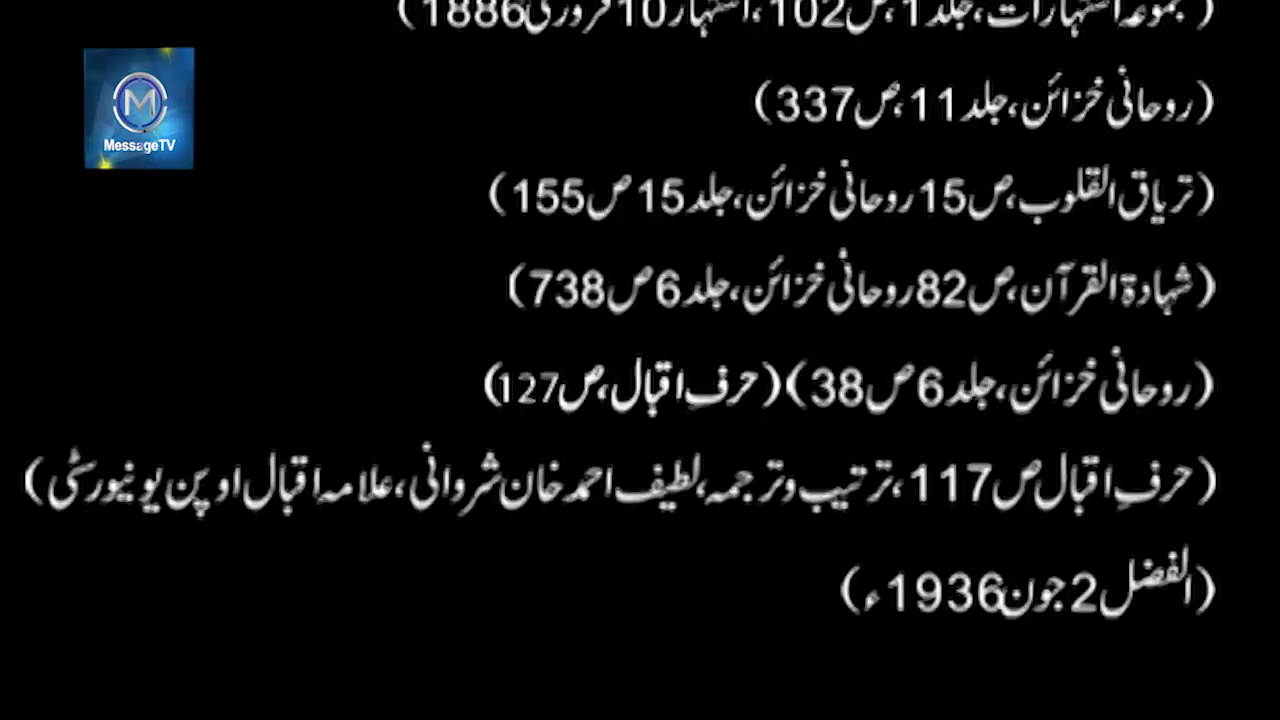 (مجموعہ اشتہارات، جلد 1، ص 102، اشتہار 10 فروری 1886)
MessageTV
(روحانی خزائن، جلد 11، ص 337)
(تریاق القلوب، ص 15 روحانی خزائن، جلد 15 ص 155)
(شہادۃ القرآن، ص 82 روحانی خزائن، جلد 6 ص 738)
(روحانی خزائن، جلد 6 ص 38) (حرفِ اقبال، ص 127)
(حرفِ اقبال ص 117، ترتیب و ترجمہ، لطیف احمد خان شروانی، علامہ اقبال اوپن یونیورسٹی)
(الفضل 2 جون 1936ء)